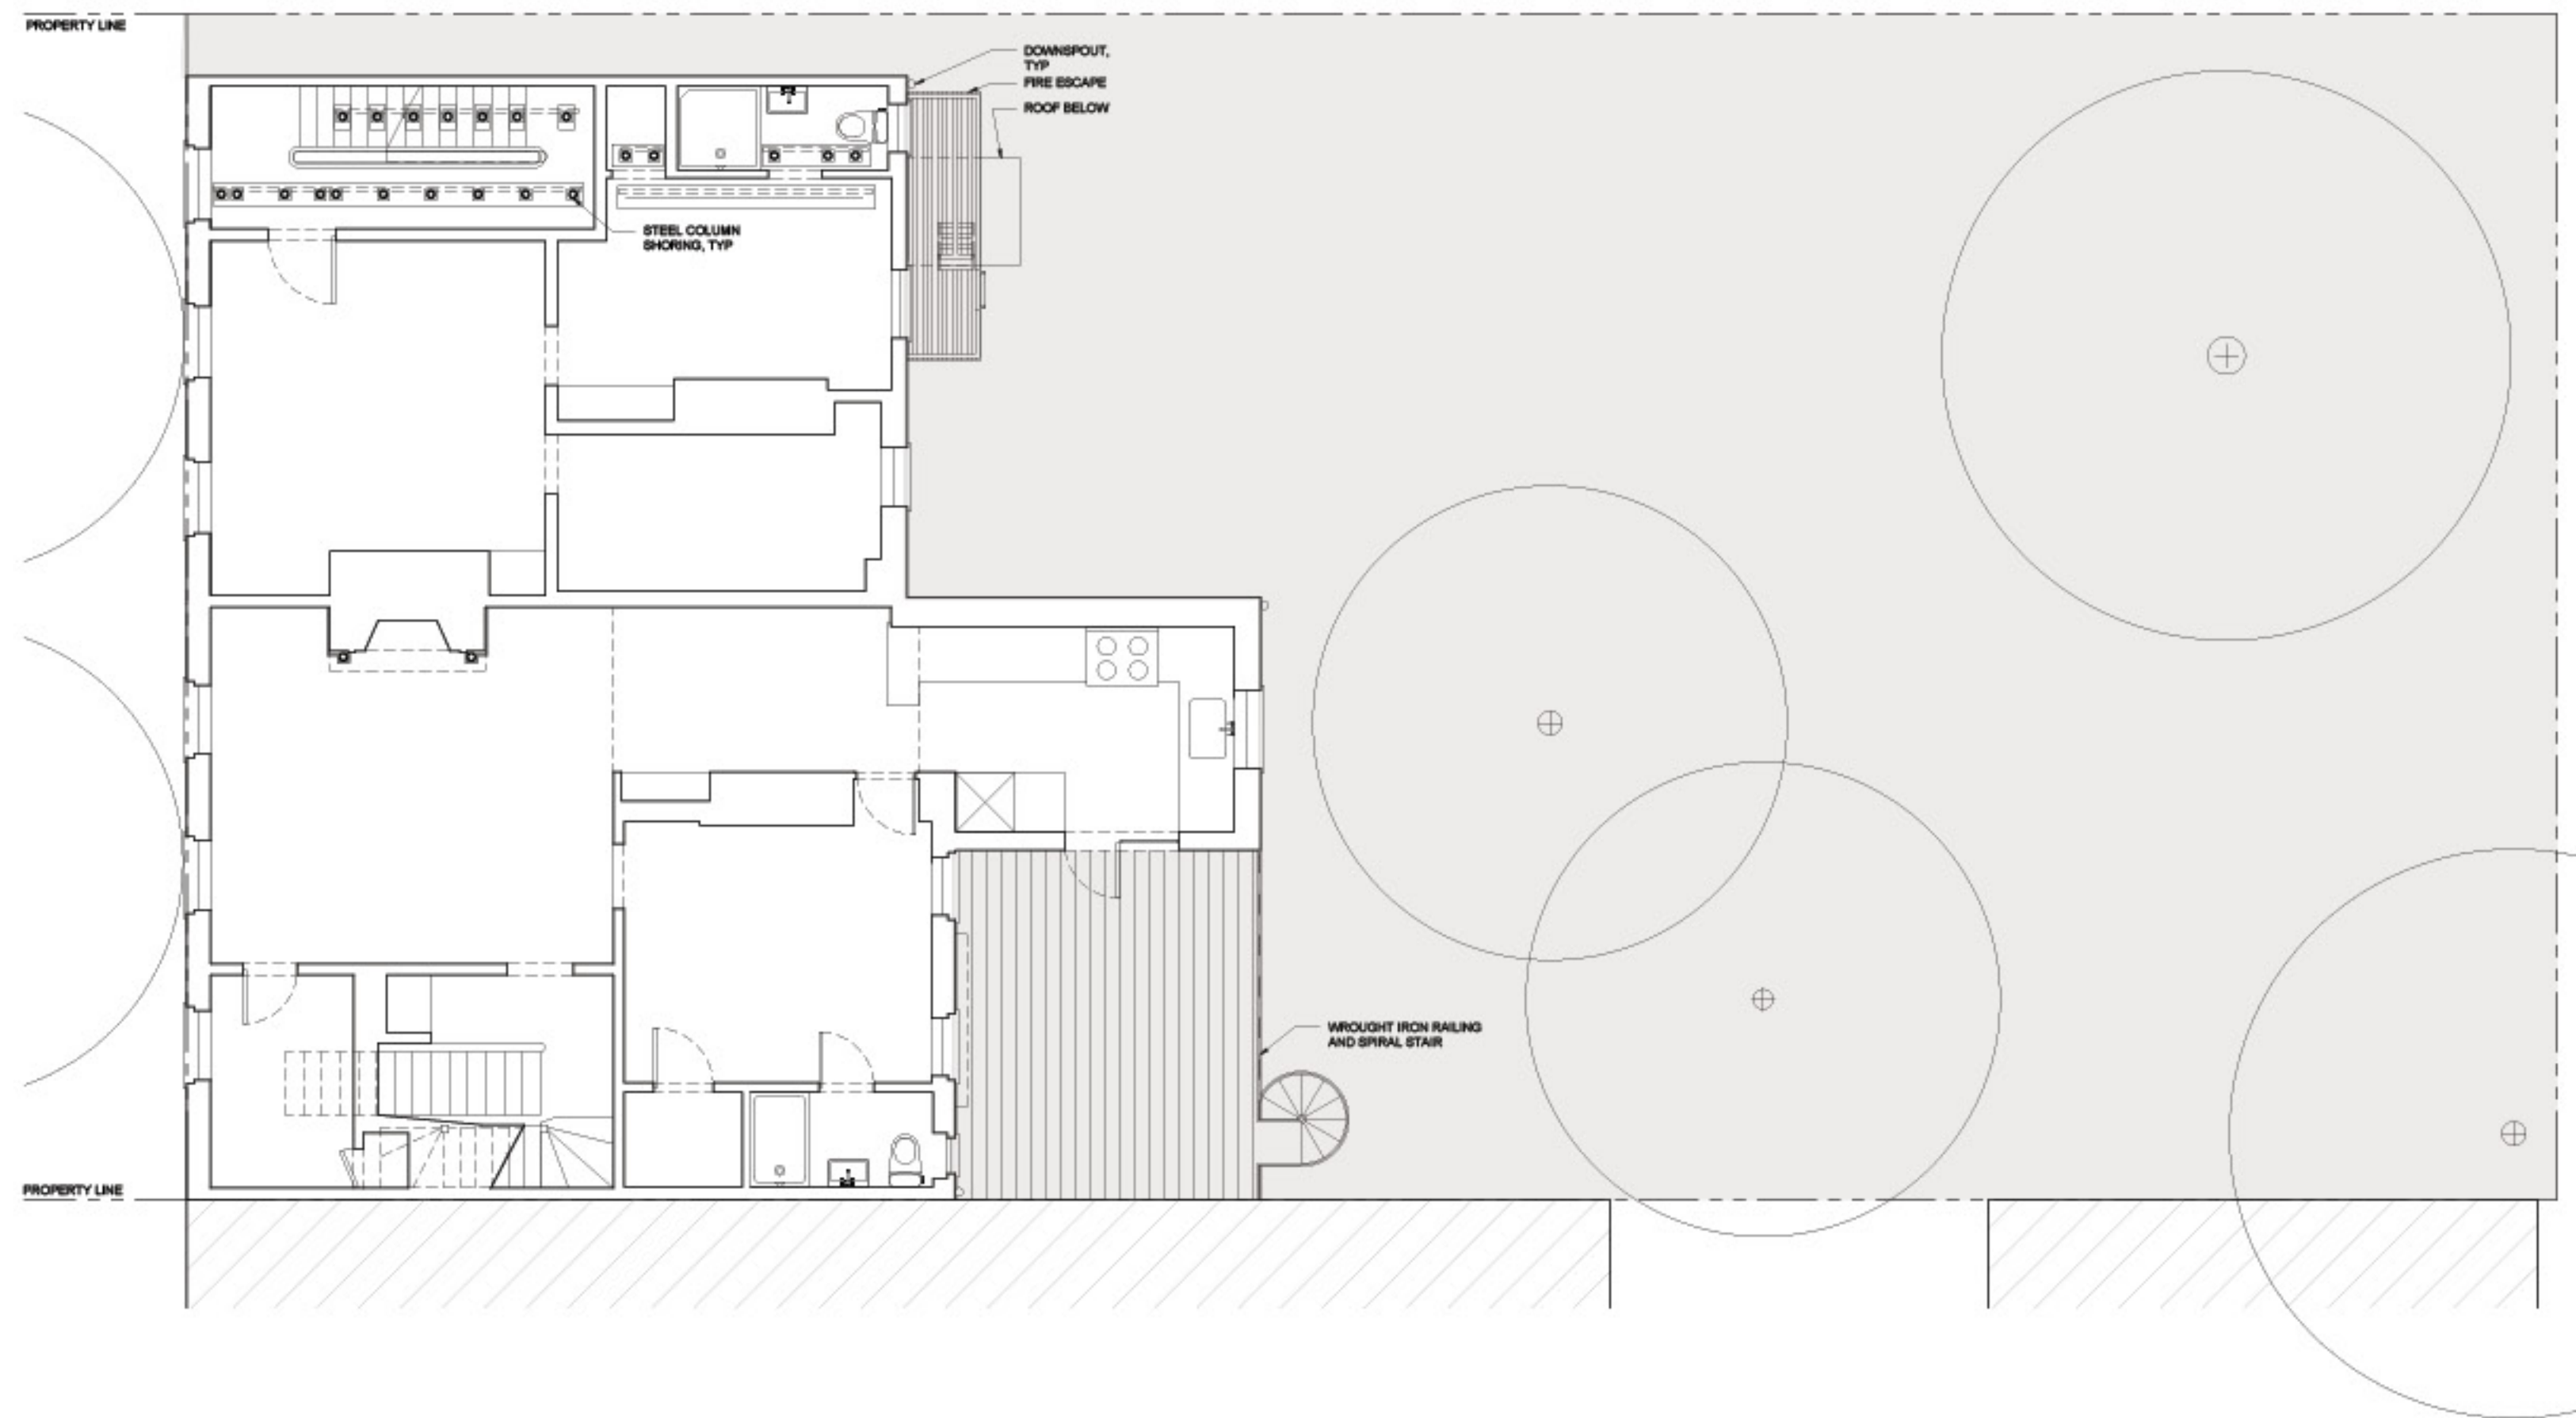 PROPERTY LINE
DOWNSPOUT,
TYP
FIRE ESCAPE
ROOF BELOW
STEEL COLUMN
SHORING, TYP
WROUGHT IRON RAILING
AND SPIRAL STAIR
PROPERTY LINE